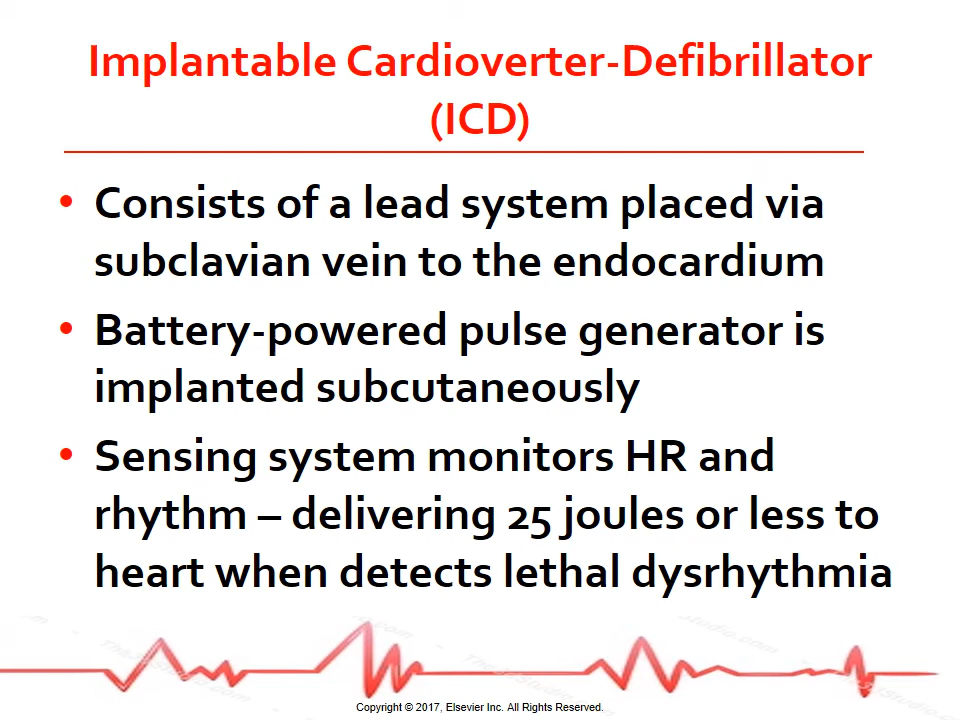 Implantable Cardioverter-Defibrillator
(ICD)
• Consists of a lead system placed via
subclavian vein to the endocardium
• Battery-powered pulse generator is
implanted subcutaneously
• Sensing system monitors HR and
rhythm – delivering 25 joules or less to
heart when detects lethal dysrhythmia
Copyright © 2017, Elsevier Inc. All Rights Reserved.